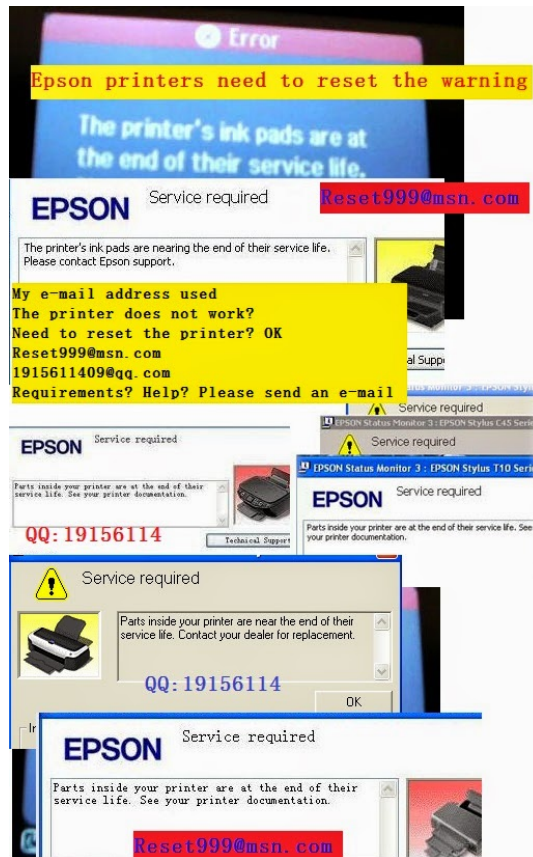 Error
Epson printers need to reset the warning
The printer's ink pads are at
the end of their service life.
EPSON
Service required
Reset999@msn.com
The printer's ink pads are nearing the end of their service life.
Please contact Epson support.
My e-mail address used
The printer does not work?
Need to reset the printer? OK
Reset999@msn.com
1915611409@qq.com
Requirements? Help? Please send an e-mail
al Supp
Service required
EPSON Status Monitor 3 : EPSON Stylus C45 Serie
Service required
EPSON
Service required
Parts inside your printer are at the end of their
service life. See your printer documentation.
QQ:19156114
Technical Support
EPSON Status Monitor 3 : EPSON Stylus T10 Serie
EPSON
Service required
Parts inside your printer are at the end of their service life. See
your printer documentation.
Service required
Parts inside your printer are near the end of their
service life. Contact your dealer for replacement.
QQ:19156114
OK
EPSON
Service required
Parts inside your printer are at the end of their
service life. See your printer documentation.
Reset999@msn.com